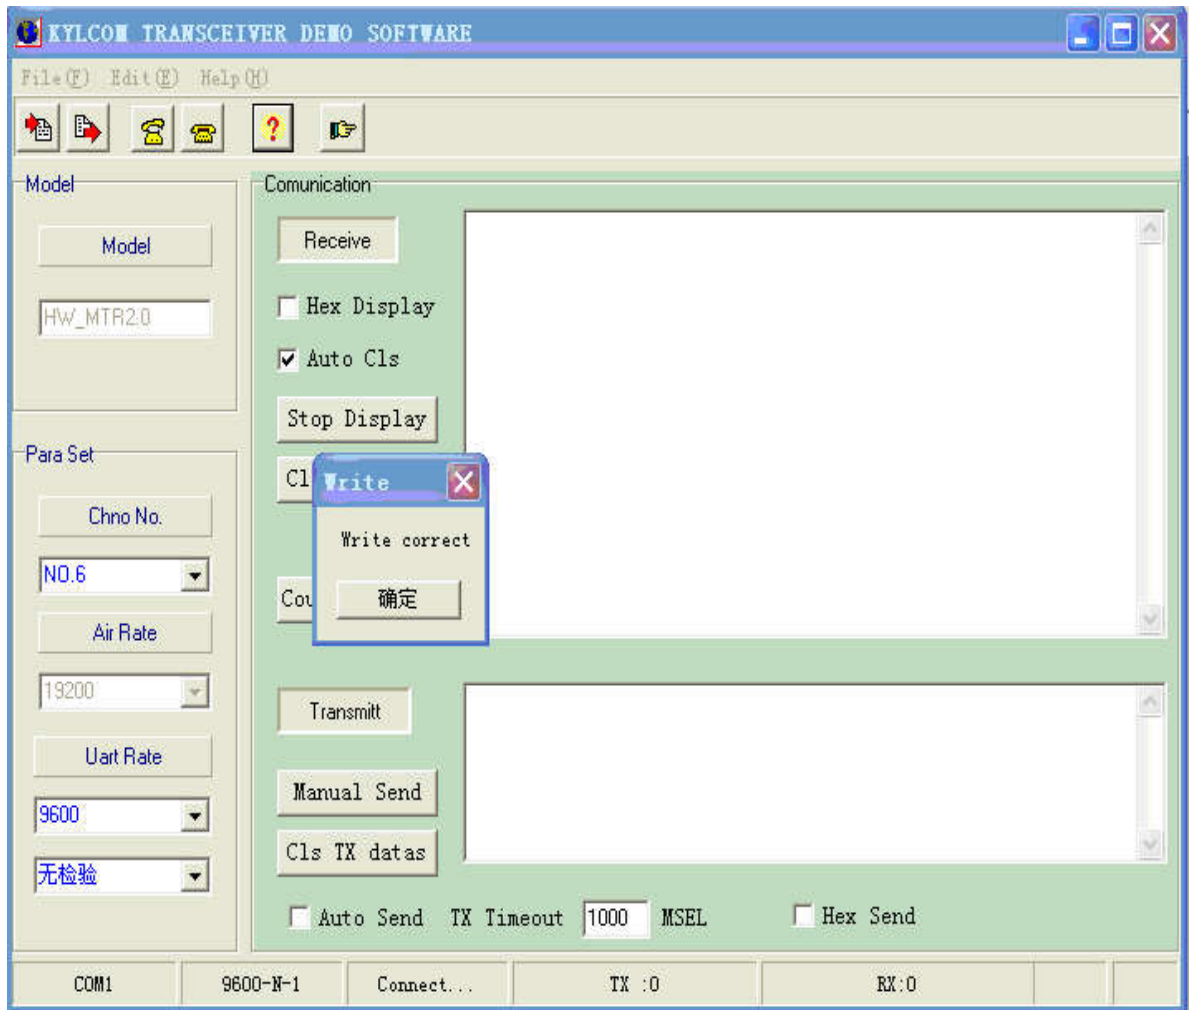 KYLCOM TRANSCEIVER DEMO SOFTWARE
File(F) Edit(E) Help(H)
Model
Model
HW_MTR2.0
Para Set
Chno No.
NO.6
Air Rate
19200
Uart Rate
9600
无检验
Comunication
Receive
Hex Display
Auto Cls
Stop Display
Cl
Write
Write correct
确定
Cou
Transmitt
Manual Send
Cls TX datas
Auto Send TX Timeout 1000 MSEL Hex Send
COM1 9600-N-1 Connect... TX :0 RX:0